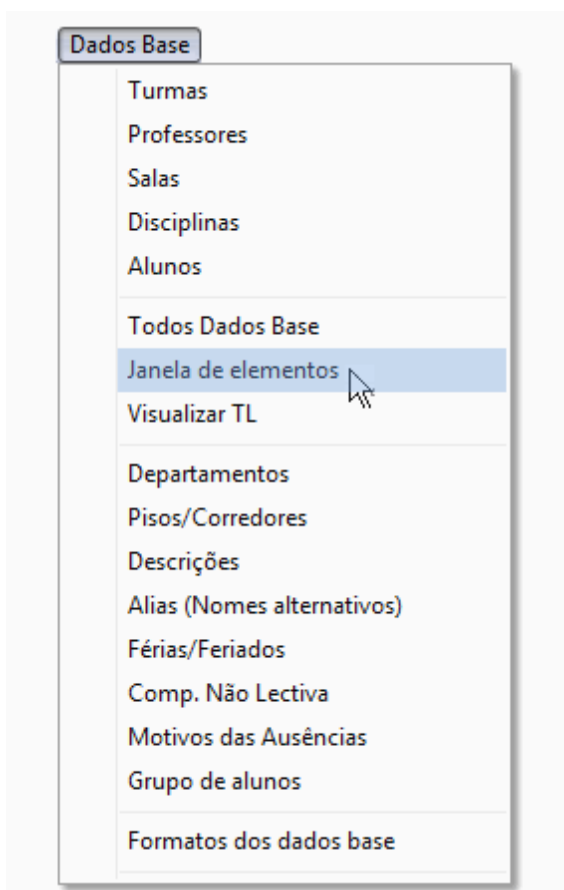 Dados Base
Turmas
Professores
Salas
Disciplinas
Alunos
Todos Dados Base
Janela de elementos
Visualizar TL
Departamentos
Pisos/Corredores
Descrições
Alias (Nomes alternativos)
Férias/Feriados
Comp. Não Lectiva
Motivos das Ausências
Grupo de alunos
Formatos dos dados base